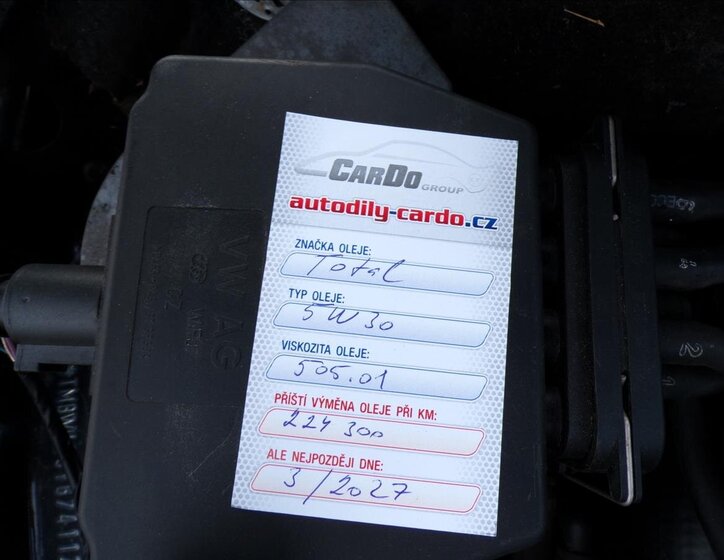 CARDO GROUP
autodily-cardo.cz
ZNAČKA OLEJE:
Total
TYP OLEJE:
5W30
VISKOZITA OLEJE:
505.01
PŘÍŠTÍ VÝMĚNA OLEJE PŘI KM:
224 300
ALE NEJPOZDĚJI DNE:
3/2027
VW AG